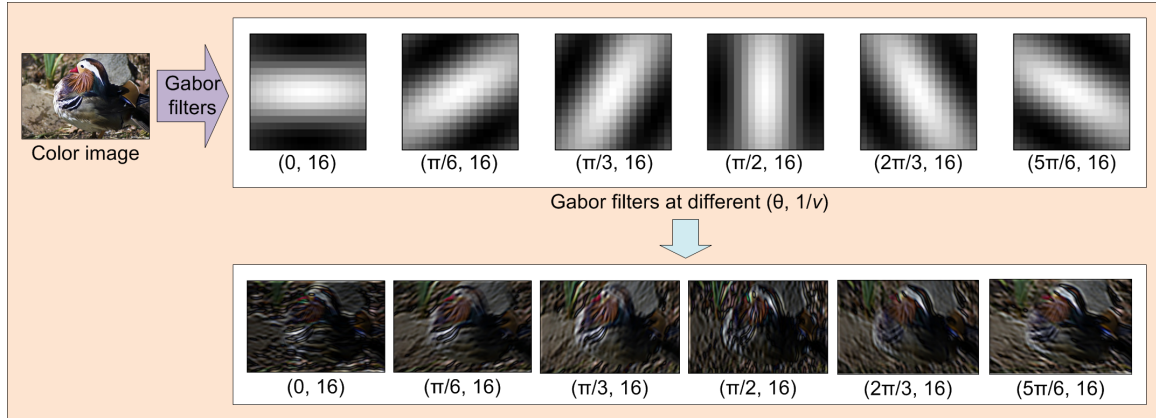 Gabor
filters
Color image
(0, 16)
(π/6, 16)
(π/3, 16)
(π/2, 16)
(2π/3, 16)
(5π/6, 16)
Gabor filters at different (θ, 1/v)
(0, 16)
(π/6, 16)
(π/3, 16)
(π/2, 16)
(2π/3, 16)
(5π/6, 16)